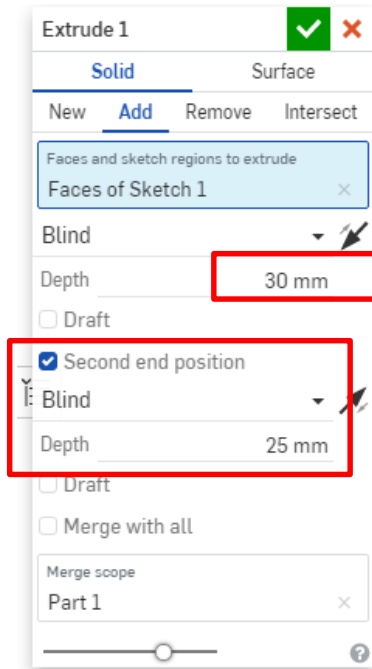 Extrude 1
Solid Surface
New Add Remove Intersect
Faces and sketch regions to extrude
Faces of Sketch 1
Blind
Depth 30 mm
Draft
Second end position
Blind
Depth 25 mm
Draft
Merge with all
Merge scope
Part 1
?